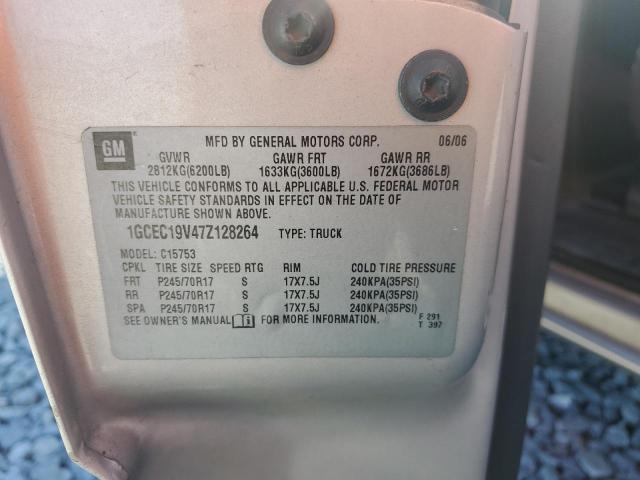 GM
MFD BY GENERAL MOTORS CORP. 06/06
GVWR GAWR FRT GAWR RR
2812KG(6200LB) 1633KG(3600LB) 1672KG(3686LB)
THIS VEHICLE CONFORMS TO ALL APPLICABLE U.S. FEDERAL MOTOR
VEHICLE SAFETY STANDARDS IN EFFECT ON THE DATE OF
MANUFACTURE SHOWN ABOVE.
1GCEC19V47Z128264 TYPE: TRUCK
MODEL: C15753
CPKL TIRE SIZE SPEED RTG RIM COLD TIRE PRESSURE
FRT P245/70R17 S 17X7.5J 240KPA(35PSI)
RR P245/70R17 S 17X7.5J 240KPA(35PSI)
SPA P245/70R17 S 17X7.5J 240KPA(35PSI)
SEE OWNER'S MANUAL FOR MORE INFORMATION. F 291
T 397